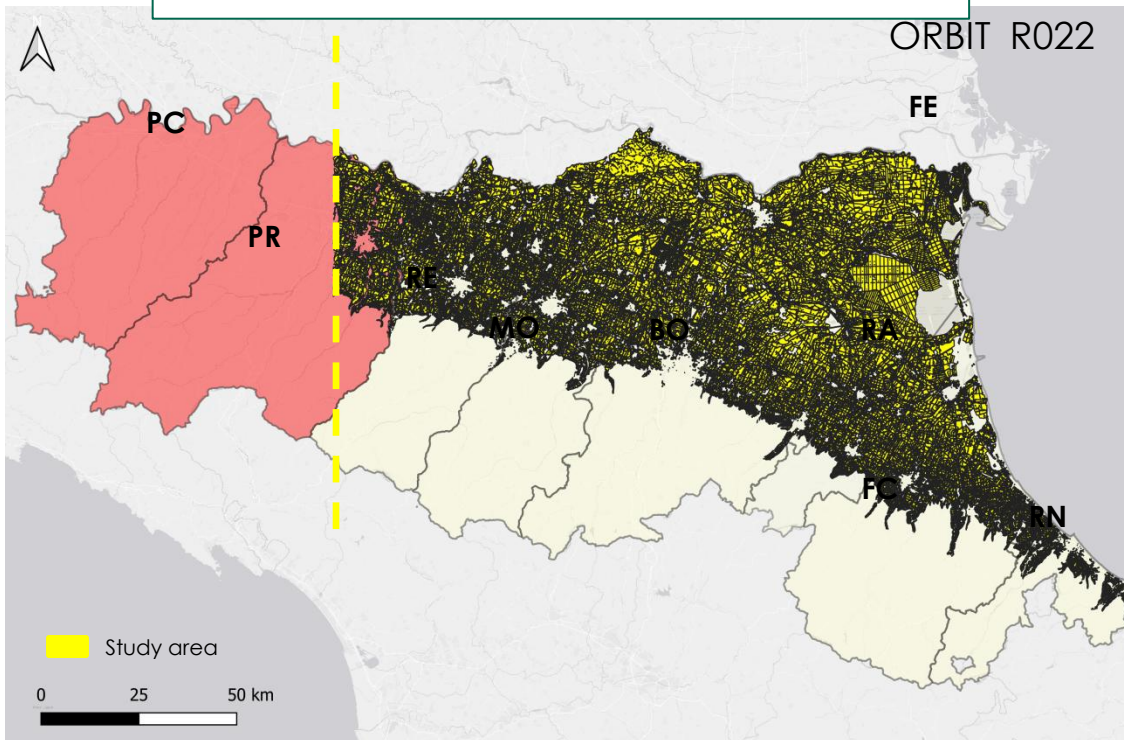 ORBIT R022
FE
PC
PR
RE
MO
BO
RA
FC
RN
Study area
0 25 50 km